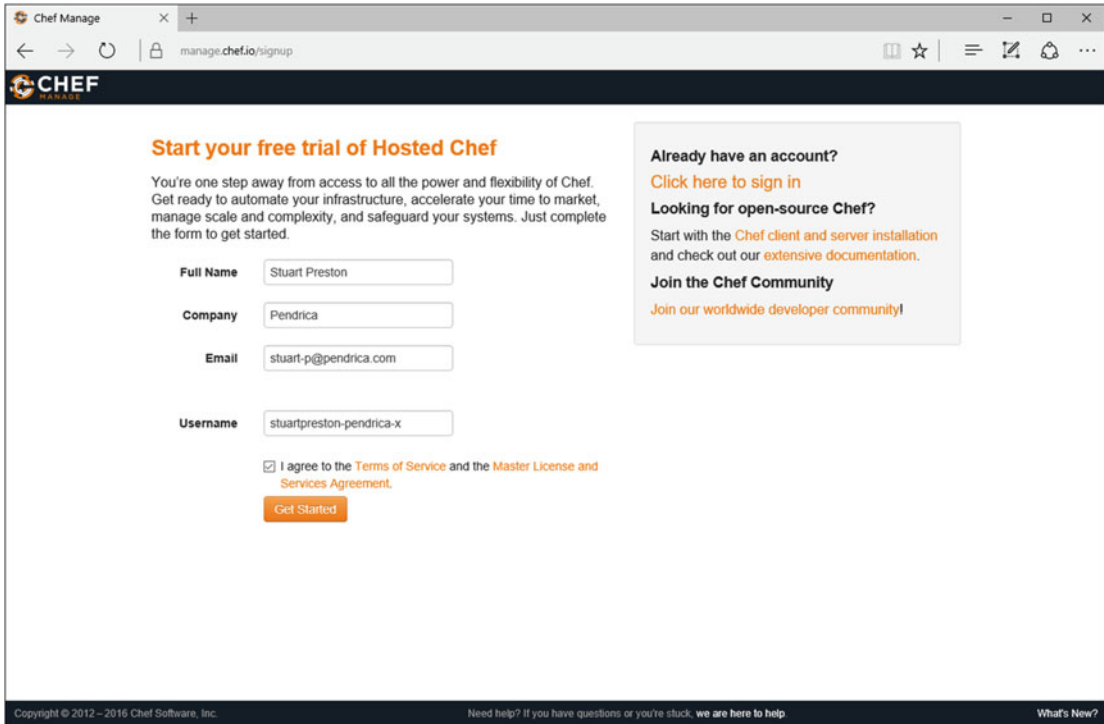 Chef Manage
manage.chef.io/signup
CHEF
MANAGE
Start your free trial of Hosted Chef
You're one step away from access to all the power and flexibility of Chef.
Get ready to automate your infrastructure, accelerate your time to market,
manage scale and complexity, and safeguard your systems. Just complete
the form to get started.
Full Name
Stuart Preston
Company
Pendrica
Email
stuart-p@pendrica.com
Username
stuartpreston-pendrica-x
I agree to the Terms of Service and the Master License and
Services Agreement.
Get Started
Already have an account?
Click here to sign in
Looking for open-source Chef?
Start with the Chef client and server installation
and check out our extensive documentation.
Join the Chef Community
Join our worldwide developer community!
Copyright © 2012 – 2016 Chef Software, Inc.
Need help? If you have questions or you're stuck, we are here to help.
What's New?